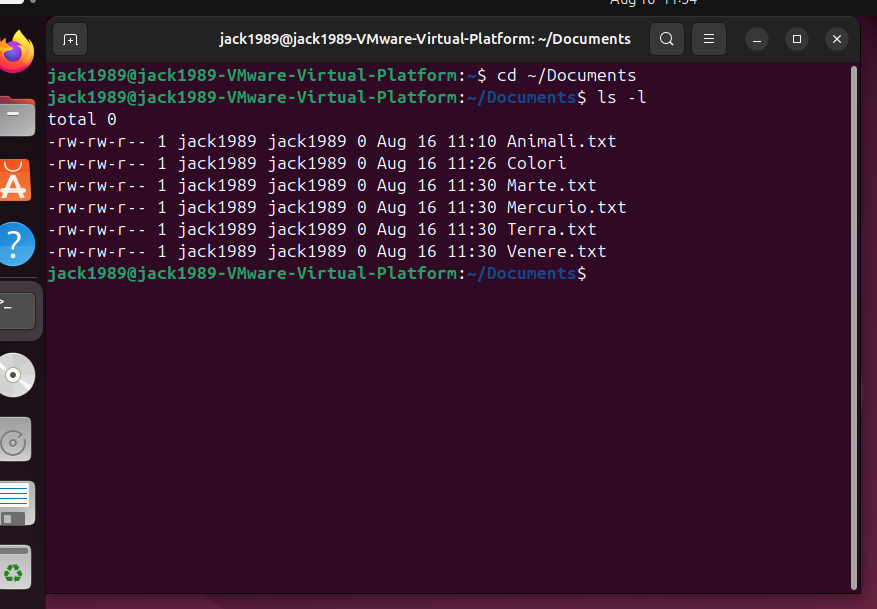 jack1989@jack1989-VMware-Virtual-Platform: ~/Documents
jack1989@jack1989-VMware-Virtual-Platform:~$ cd ~/Documents
jack1989@jack1989-VMware-Virtual-Platform:~/Documents$ ls -l
total 0
-rw-rw-r-- 1 jack1989 jack1989 0 Aug 16 11:10 Animali.txt
-rw-rw-r-- 1 jack1989 jack1989 0 Aug 16 11:26 Colori
-rw-rw-r-- 1 jack1989 jack1989 0 Aug 16 11:30 Marte.txt
-rw-rw-r-- 1 jack1989 jack1989 0 Aug 16 11:30 Mercurio.txt
-rw-rw-r-- 1 jack1989 jack1989 0 Aug 16 11:30 Terra.txt
-rw-rw-r-- 1 jack1989 jack1989 0 Aug 16 11:30 Venere.txt
jack1989@jack1989-VMware-Virtual-Platform:~/Documents$